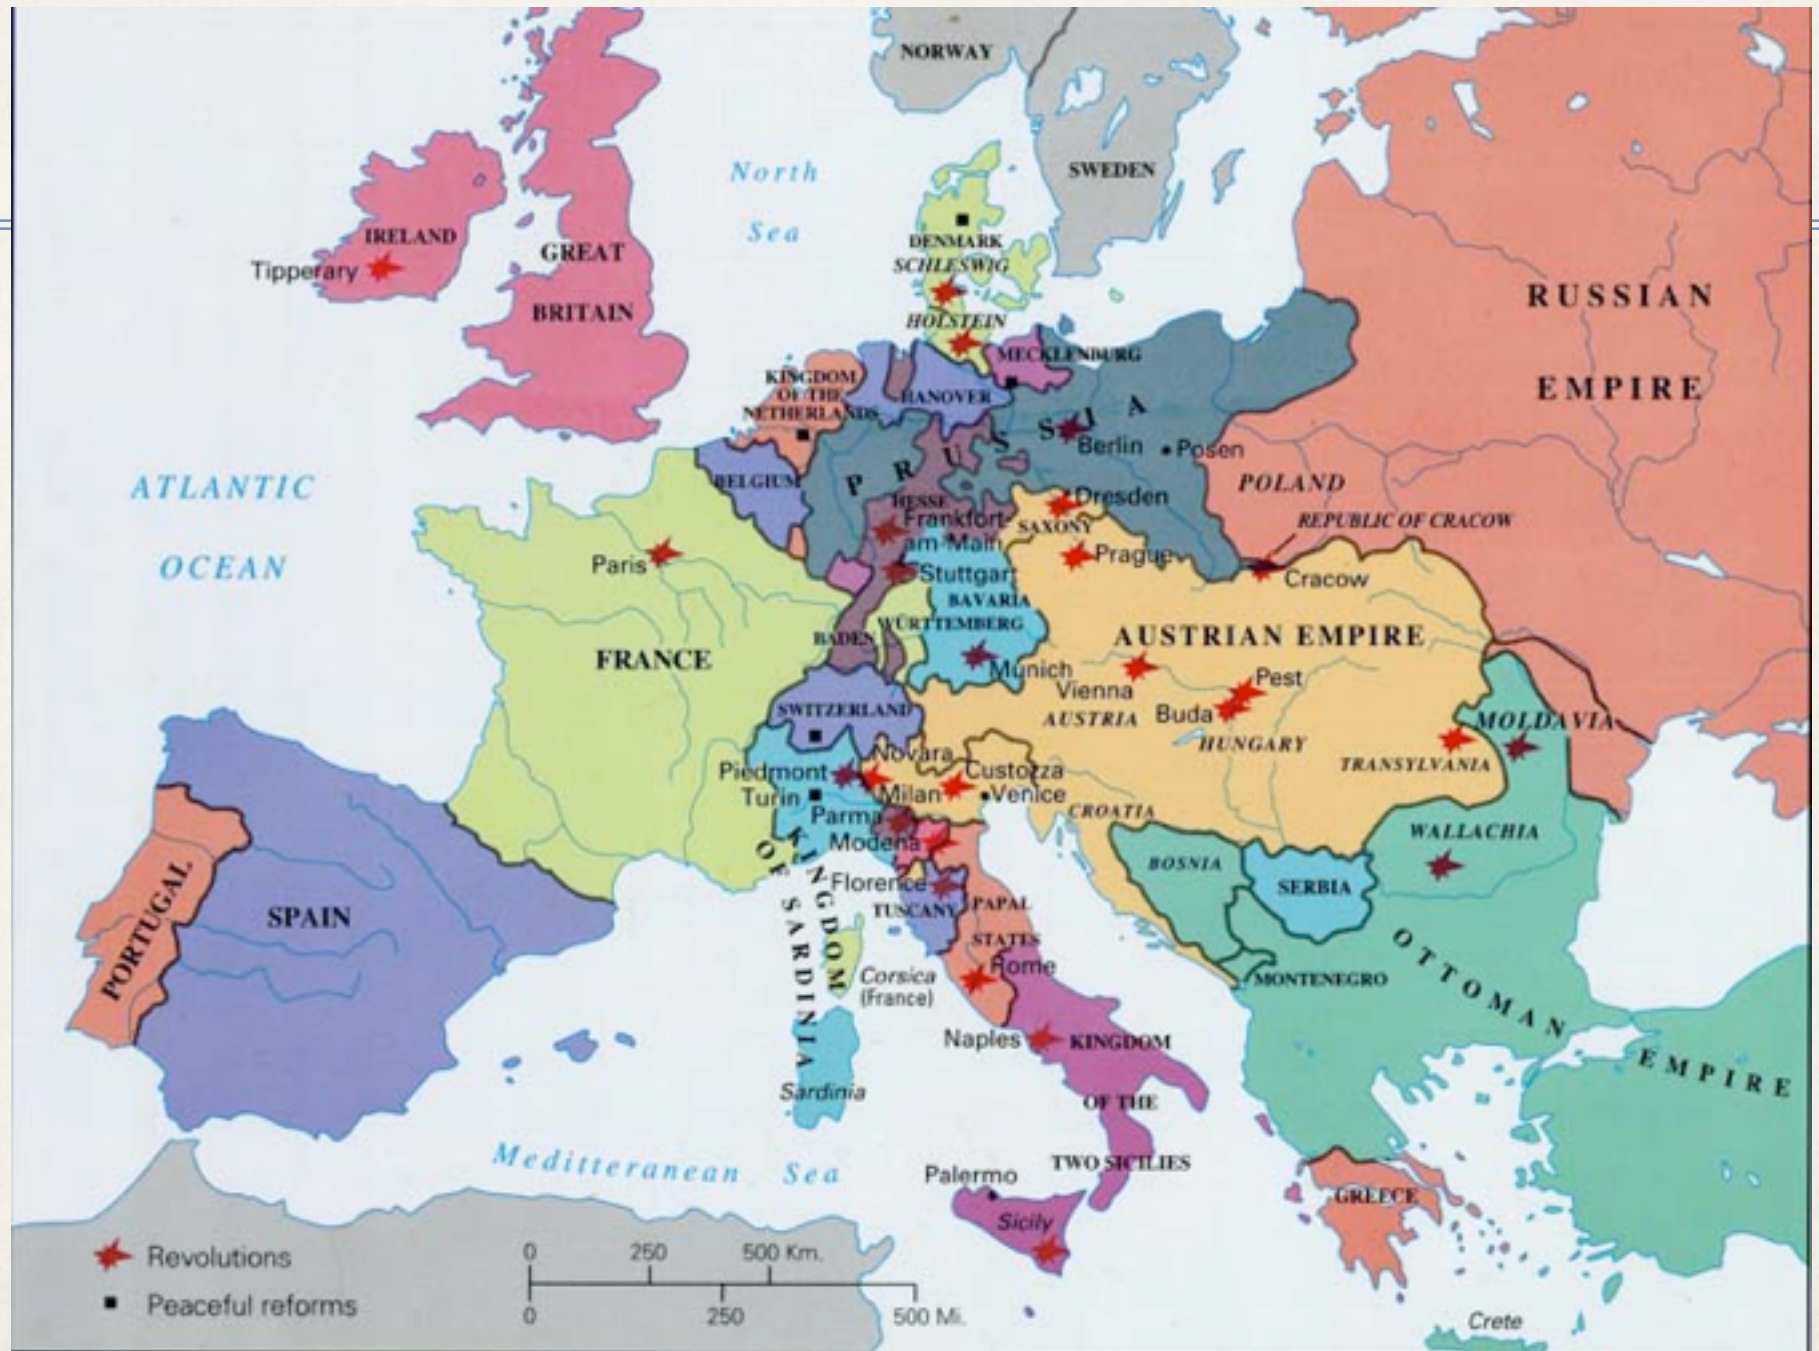 NORWAY
SWEDEN
North
Sea
IRELAND
Tipperary
GREAT
BRITAIN
DENMARK
SCHLESWIG
HOLSTEIN
MECKLENBURG
RUSSIAN
EMPIRE
KINGDOM
OF THE
NETHERLANDS
HANOVER
PRUSSIA
Berlin
Posen
ATLANTIC
OCEAN
BELGIUM
POLAND
HESSE
Dresden
Frankfort-
am-Main
SAXONY
REPUBLIC OF CRACOW
Paris
Prague
Stuttgart
Cracow
BAVARIA
WÜRTTEMBERG
BADEN
AUSTRIAN EMPIRE
FRANCE
Munich
Vienna
Pest
Buda
AUSTRIA
HUNGARY
SWITZERLAND
MOLDAVIA
TRANSYLVANIA
Novara
Piedmont
Custozza
Turin
Milan
Venice
Parma
CROATIA
Modena
WALLACHIA
BOSNIA
SERBIA
Florence
TUSCANY
PAPAL
STATES
PORTUGAL
SPAIN
KINGDOM
OF SARDINIA
Rome
Corsica
(France)
MONTENEGRO
OTTOMAN
EMPIRE
Naples
KINGDOM
OF THE
TWO SICILIES
Sardinia
Mediterranean Sea
Palermo
Sicily
GREECE
Crete
Revolutions
Peaceful reforms
0 250 500 Km.
0 250 500 Mi.